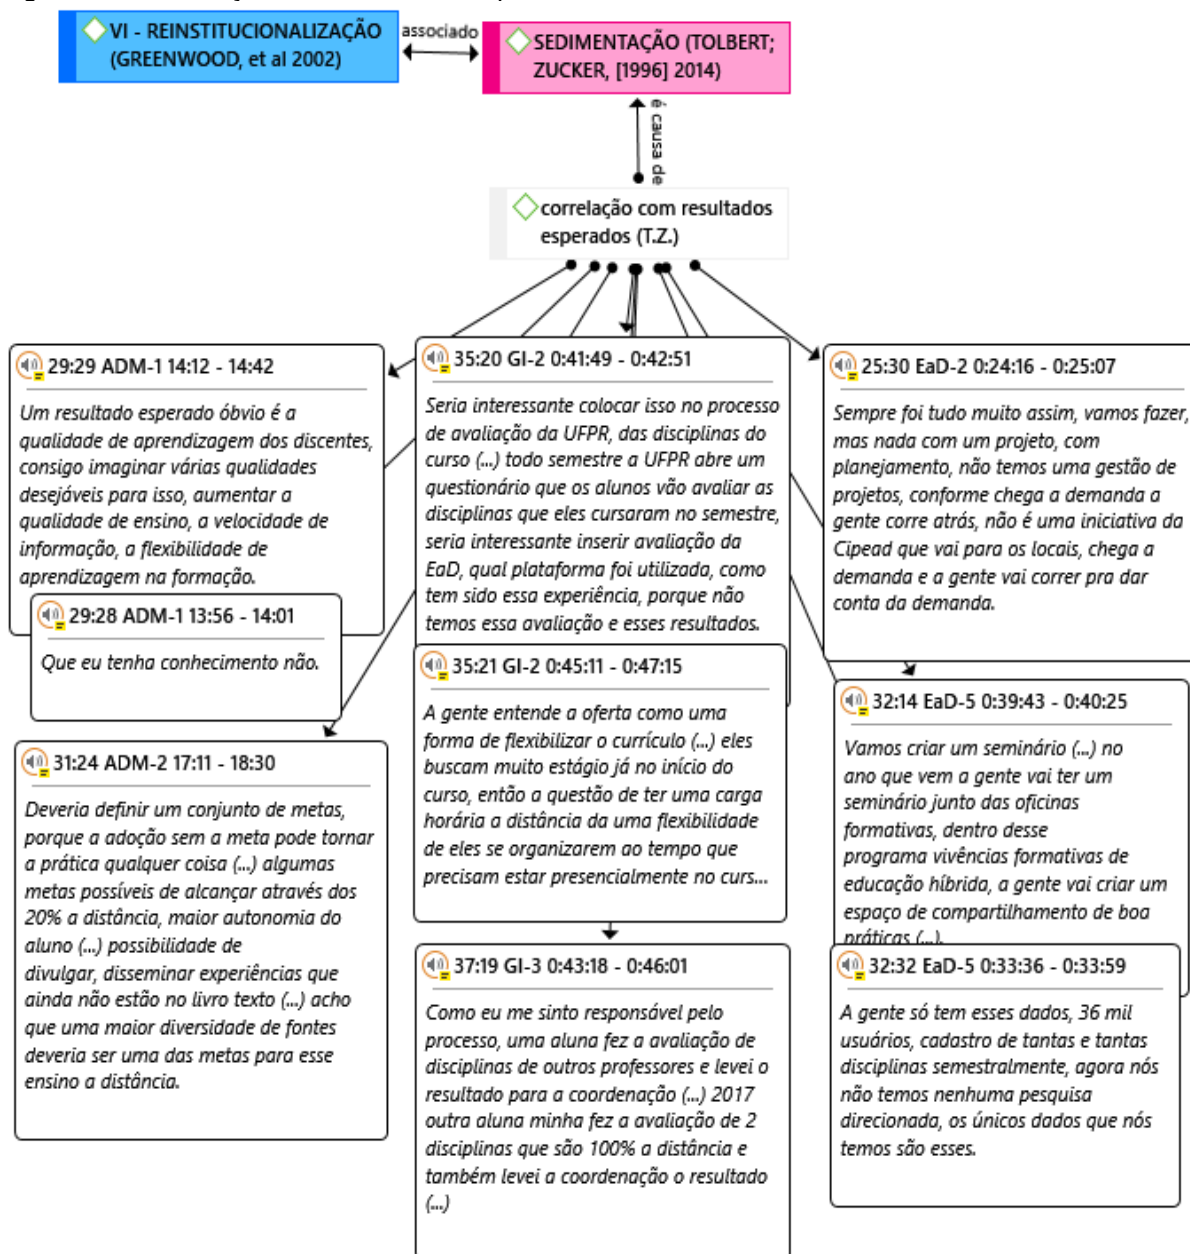 VI - REINSTITUCIONALIZAÇÃO
(GREENWOOD, et al 2002)
associado
SEDIMENTAÇÃO (TOLBERT;
ZUCKER, [1996] 2014)
é causa de
correlação com resultados
esperados (T.Z.)
29:29 ADM-1 14:12 - 14:42
Um resultado esperado óbvio é a
qualidade de aprendizagem dos discentes,
consigo imaginar várias qualidades
desejáveis para isso, aumentar a
qualidade de ensino, a velocidade de
informação, a flexibilidade de
aprendizagem na formação.
29:28 ADM-1 13:56 - 14:01
Que eu tenha conhecimento não.
31:24 ADM-2 17:11 - 18:30
Deveria definir um conjunto de metas,
porque a adoção sem a meta pode tornar
a prática qualquer coisa (...) algumas
metas possíveis de alcançar através dos
20% a distância, maior autonomia do
aluno (...) possibilidade de
divulgar, disseminar experiências que
ainda não estão no livro texto (...) acho
que uma maior diversidade de fontes
deveria ser uma das metas para esse
ensino a distância.
35:20 GI-2 0:41:49 - 0:42:51
Seria interessante colocar isso no processo
de avaliação da UFPR, das disciplinas do
curso (...) todo semestre a UFPR abre um
questionário que os alunos vão avaliar as
disciplinas que eles cursaram no semestre,
seria interessante inserir avaliação da
EaD, qual plataforma foi utilizada, como
tem sido essa experiência, porque não
temos essa avaliação e esses resultados.
35:21 GI-2 0:45:11 - 0:47:15
A gente entende a oferta como uma
forma de flexibilizar o currículo (...) eles
buscam muito estágio já no início do
curso, então a questão de ter uma carga
horária a distância da uma flexibilidade
de eles se organizarem ao tempo que
precisam estar presencialmente no curs...
37:19 GI-3 0:43:18 - 0:46:01
Como eu me sinto responsável pelo
processo, uma aluna fez a avaliação de
disciplinas de outros professores e levei o
resultado para a coordenação (...) 2017
outra aluna minha fez a avaliação de 2
disciplinas que são 100% a distância e
também levei a coordenação o resultado
(...)
25:30 EaD-2 0:24:16 - 0:25:07
Sempre foi tudo muito assim, vamos fazer,
mas nada com um projeto, com
planejamento, não temos uma gestão de
projetos, conforme chega a demanda a
gente corre atrás, não é uma iniciativa da
Cipead que vai para os locais, chega a
demanda e a gente vai correr pra dar
conta da demanda.
32:14 EaD-5 0:39:43 - 0:40:25
Vamos criar um seminário (...) no
ano que vem a gente vai ter um
seminário junto das oficinas
formativas, dentro desse
programa vivências formativas de
educação híbrida, a gente vai criar um
espaço de compartilhamento de boa
práticas (...).
32:32 EaD-5 0:33:36 - 0:33:59
A gente só tem esses dados, 36 mil
usuários, cadastro de tantas e tantas
disciplinas semestralmente, agora nós
não temos nenhuma pesquisa
direcionada, os únicos dados que nós
temos são esses.